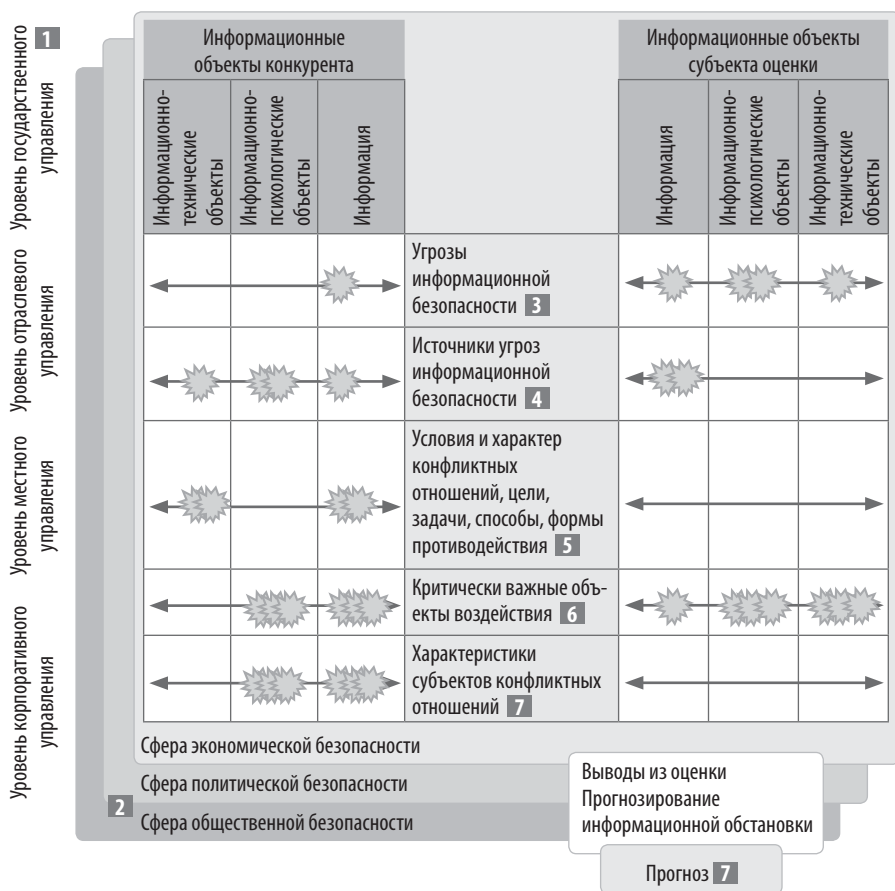 1
Уровень государственного
управления
Уровень отраслевого
управления
Уровень местного
управления
Уровень корпоративного
управления
Информационные
объекты конкурента
Информационные объекты
субъекта оценки
Информационно-
технические
объекты
Информационно-
психологические
объекты
Информация
Информация
Информационно-
психологические
объекты
Информационно-
технические
объекты
Угрозы
информационной
безопасности 3
Источники угроз
информационной
безопасности 4
Условия и характер
конфликтных
отношений, цели,
задачи, способы, формы
противодействия 5
Критически важные объ-
екты воздействия 6
Характеристики
субъектов конфликтных
отношений 7
Сфера экономической безопасности
Сфера политической безопасности
2
Сфера общественной безопасности
Выводы из оценки
Прогнозирование
информационной обстановки
Прогноз 7